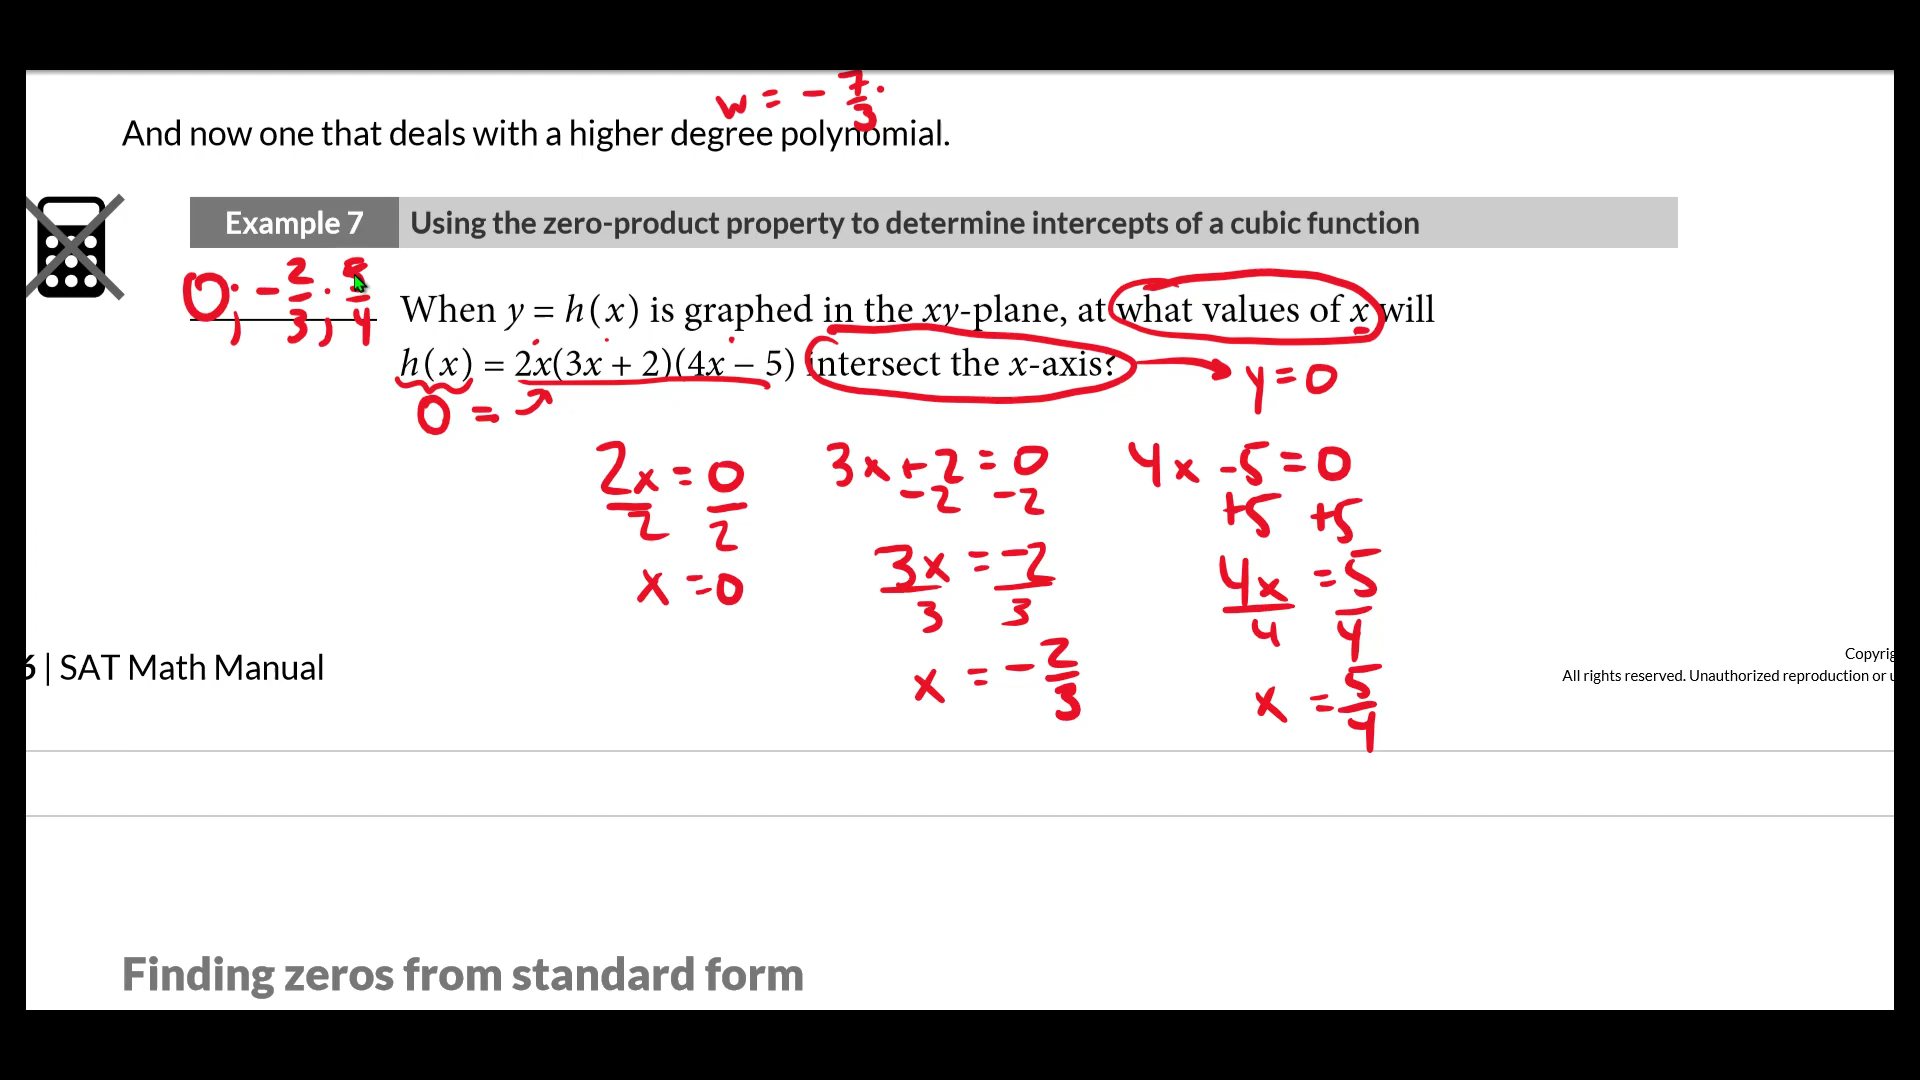 w = - 7/3
And now one that deals with a higher degree polynomial.
Example 7 Using the zero-product property to determine intercepts of a cubic function
0; -2/3; 5/4
When y = h(x) is graphed in the xy-plane, at what values of x will
h(x) = 2x(3x + 2)(4x − 5) intersect the x-axis? y = 0
0 =
2x = 0 3x + 2 = 0 4x - 5 = 0
2 2 -2 -2 +5 +5
x = 0 3x = -2 4x = 5
3 3 4 4
x = -2/3 x = 5/4
6 | SAT Math Manual
All rights reserved. Unauthorized reproduction or
Finding zeros from standard form